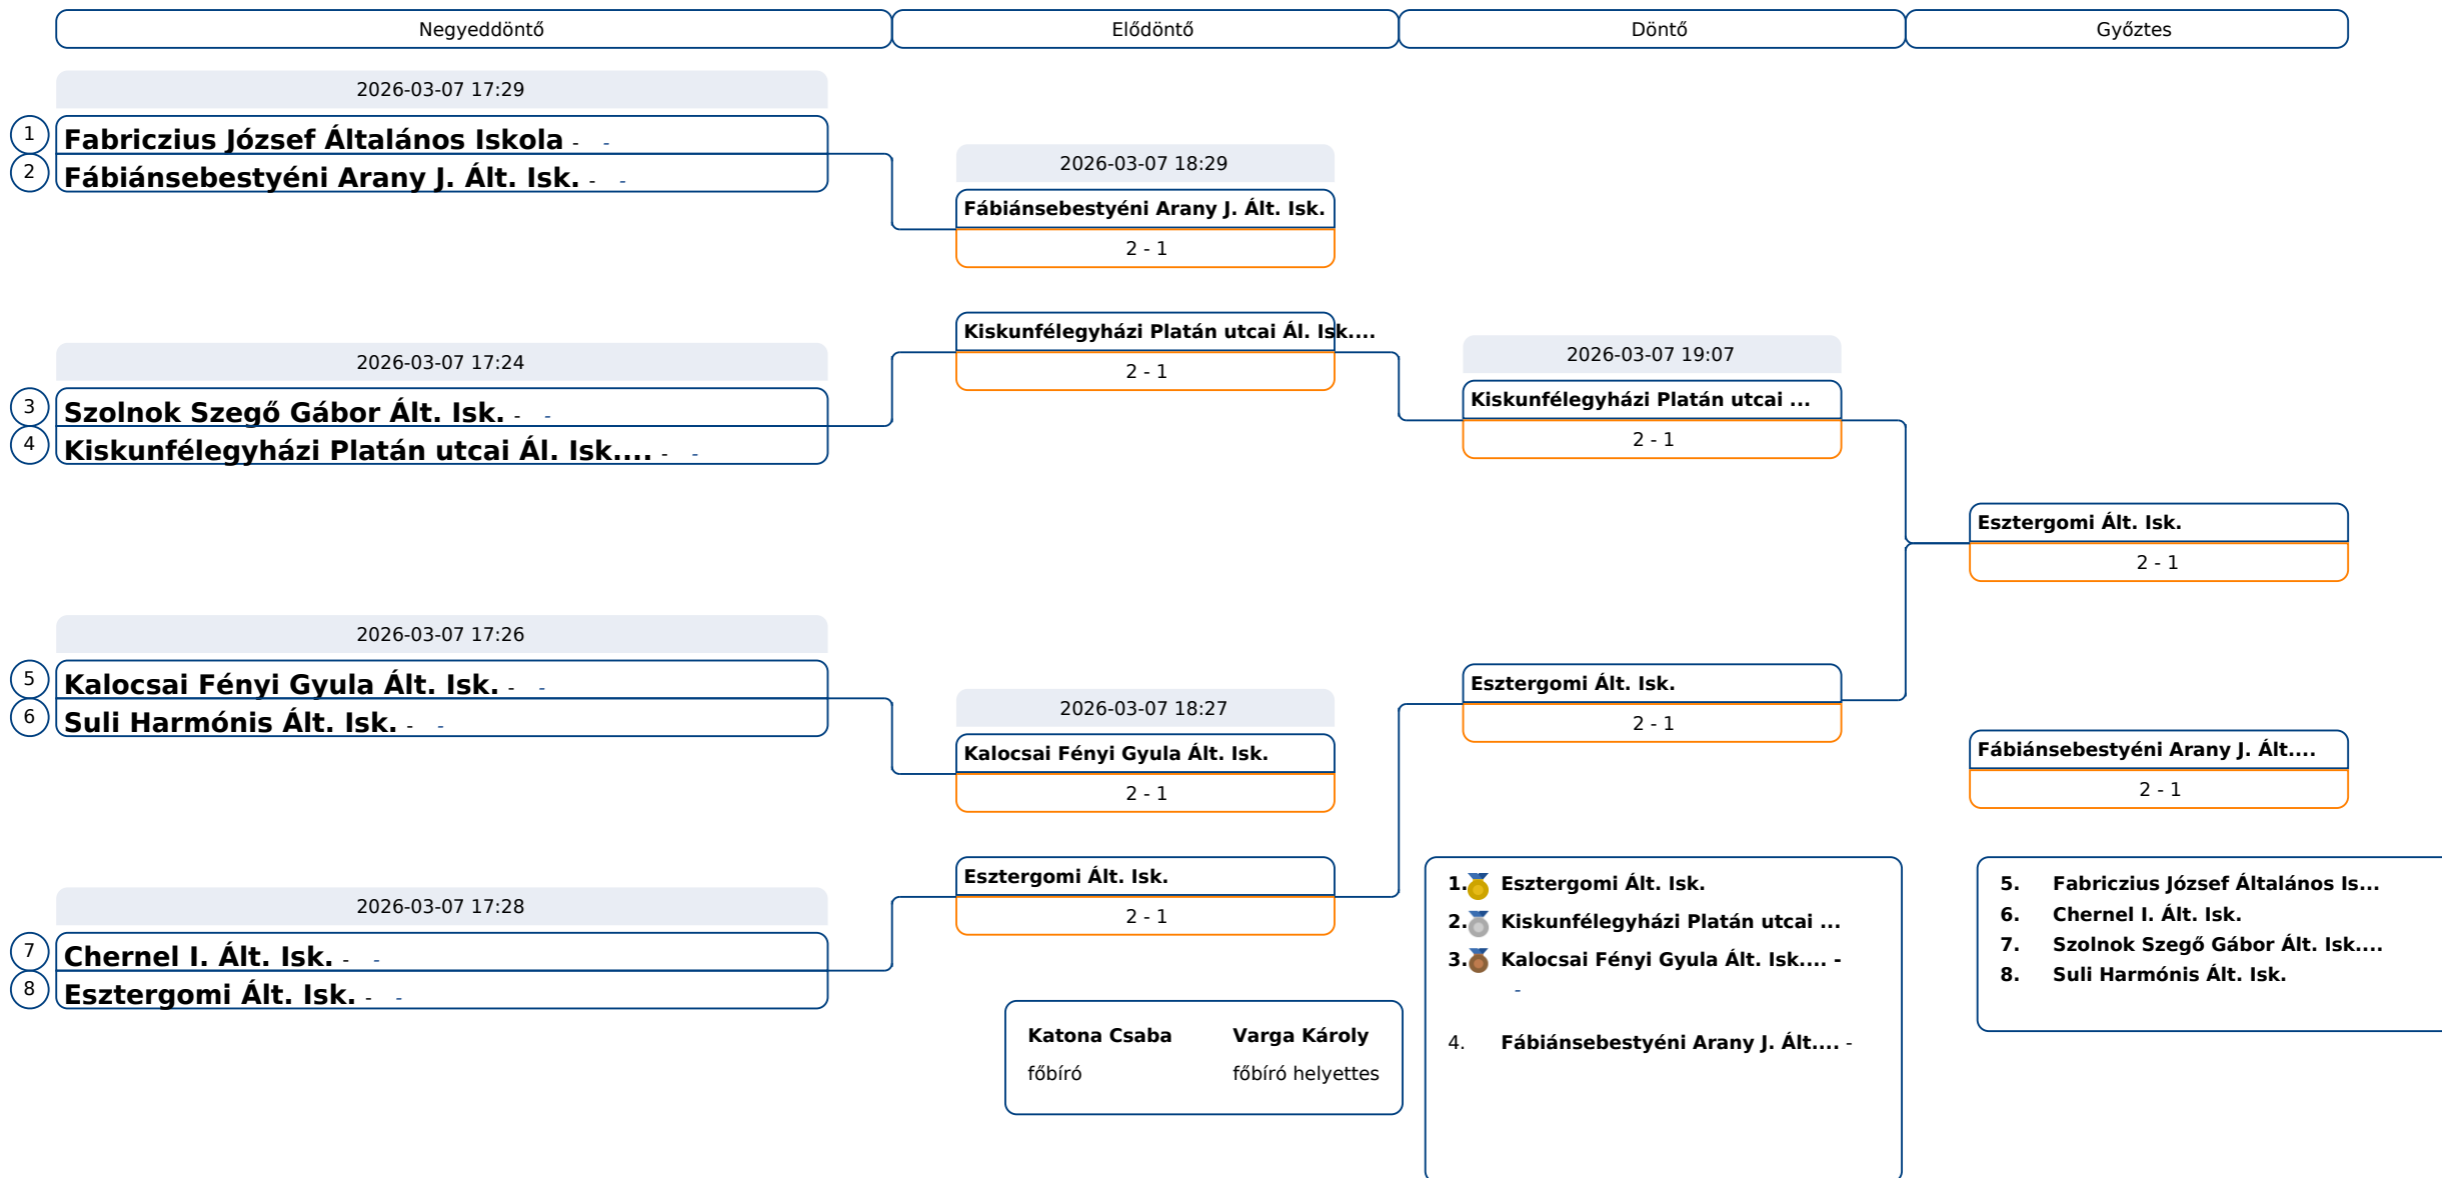 Negyeddöntő
Elődöntő
Döntő
Győztes
2026-03-07 17:29
1
Fabriczius József Általános Iskola - -
2
Fábiánsebestyéni Arany J. Ált. Isk. - -
2026-03-07 18:29
Fábiánsebestyéni Arany J. Ált. Isk.
2 - 1
Kiskunfélegyházi Platán utcai Ál. Isk....
2 - 1
2026-03-07 17:24
3
Szolnok Szegő Gábor Ált. Isk. - -
4
Kiskunfélegyházi Platán utcai Ál. Isk.... - -
2026-03-07 19:07
Kiskunfélegyházi Platán utcai ...
2 - 1
Esztergomi Ált. Isk.
2 - 1
2026-03-07 17:26
5
Kalocsai Fényi Gyula Ált. Isk. - -
6
Suli Harmónis Ált. Isk. - -
2026-03-07 18:27
Kalocsai Fényi Gyula Ált. Isk.
2 - 1
Esztergomi Ált. Isk.
2 - 1
Fábiánsebestyéni Arany J. Ált....
2 - 1
Esztergomi Ált. Isk.
2 - 1
2026-03-07 17:28
7
Chernel I. Ált. Isk. - -
8
Esztergomi Ált. Isk. - -
Katona Csaba
Varga Károly
főbíró
főbíró helyettes
1. Esztergomi Ált. Isk.
2. Kiskunfélegyházi Platán utcai ...
3. Kalocsai Fényi Gyula Ált. Isk.... -
-
4. Fábiánsebestyéni Arany J. Ált.... -
5. Fabriczius József Általános Is...
6. Chernel I. Ált. Isk.
7. Szolnok Szegő Gábor Ált. Isk....
8. Suli Harmónis Ált. Isk.